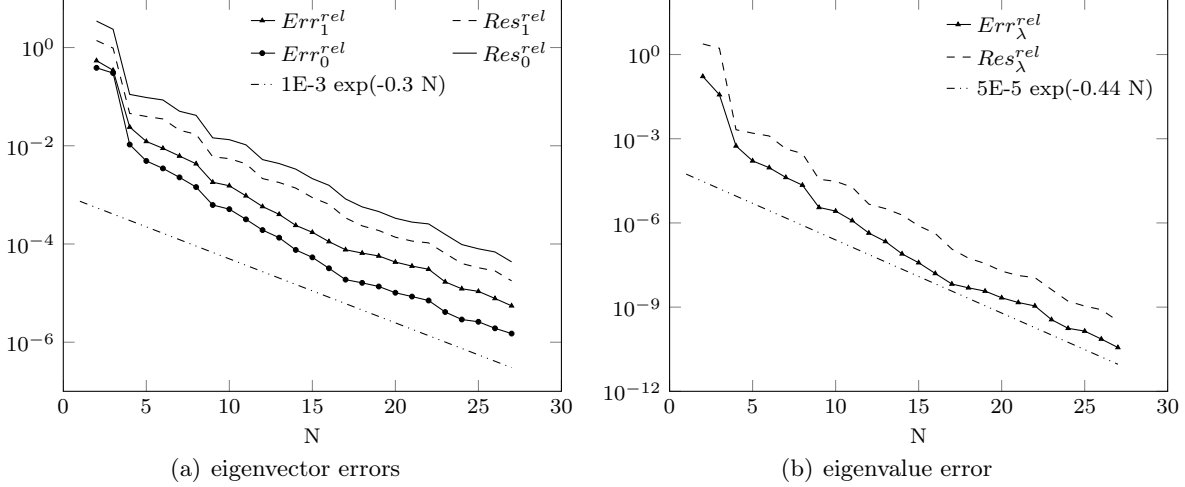 10^0
10^{-2}
10^{-4}
10^{-6}
Err_1^{rel}
Res_1^{rel}
Err_0^{rel}
Res_0^{rel}
1E-3 exp(-0.3 N)
0 5 10 15 20 25 30
N
(a) eigenvector errors
10^0
10^{-3}
10^{-6}
10^{-9}
10^{-12}
Err_λ^{rel}
Res_λ^{rel}
5E-5 exp(-0.44 N)
0 5 10 15 20 25 30
N
(b) eigenvalue error